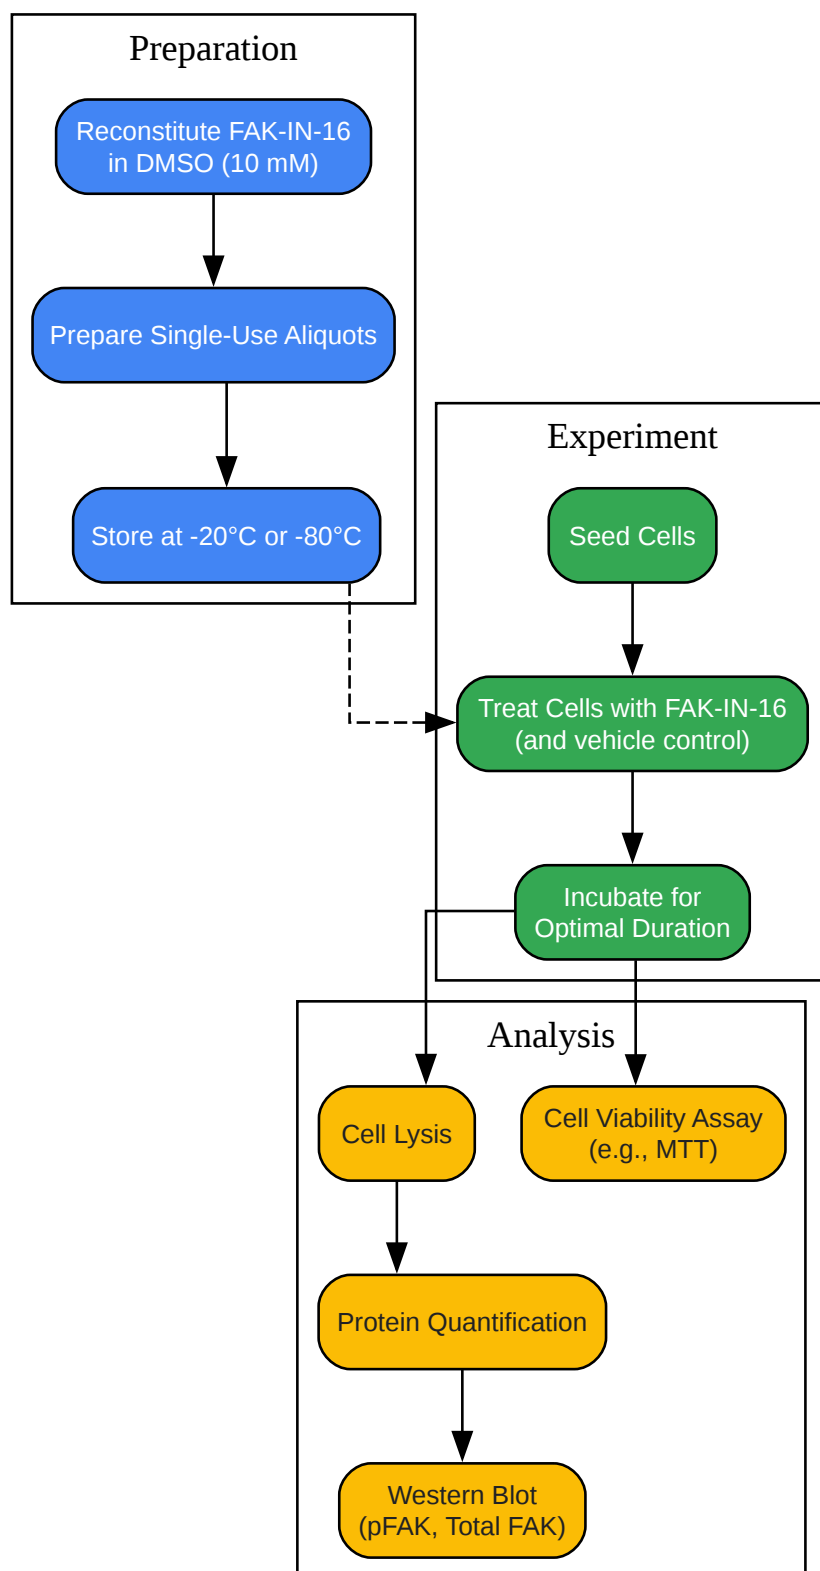 Preparation
Reconstitute FAK-IN-16
in DMSO (10 mM)
Prepare Single-Use Aliquots
Store at -20°C or -80°C
Experiment
Seed Cells
Treat Cells with FAK-IN-16
(and vehicle control)
Incubate for
Optimal Duration
Analysis
Cell Lysis
Cell Viability Assay
(e.g., MTT)
Protein Quantification
Western Blot
(pFAK, Total FAK)